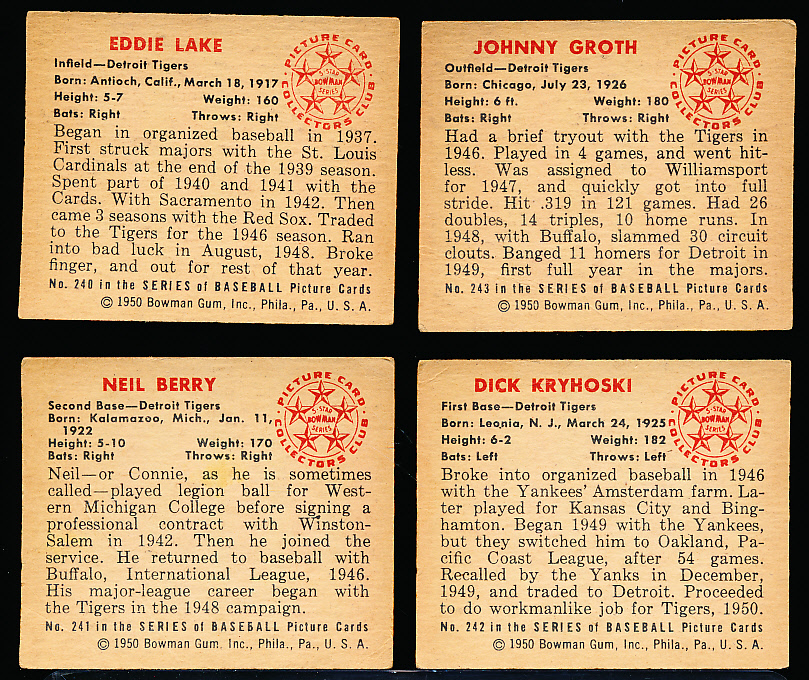 EDDIE LAKE
Infield—Detroit Tigers
Born: Antioch, Calif., March 18, 1917
Height: 5-7 Weight: 160
Bats: Right Throws: Right
PICTURE CARD
COLLECTORS CLUB
5-STAR
BOWMAN
SERIES
Began in organized baseball in 1937.
First struck majors with the St. Louis
Cardinals at the end of the 1939 season.
Spent part of 1940 and 1941 with the
Cards. With Sacramento in 1942. Then
came 3 seasons with the Red Sox. Traded
to the Tigers for the 1946 season. Ran
into bad luck in August, 1948. Broke
finger, and out for rest of that year.
No. 240 in the SERIES of BASEBALL Picture Cards
© 1950 Bowman Gum, Inc., Phila., Pa., U. S. A.
JOHNNY GROTH
Outfield—Detroit Tigers
Born: Chicago, July 23, 1926
Height: 6 ft. Weight: 180
Bats: Right Throws: Right
PICTURE CARD
COLLECTORS CLUB
5-STAR
BOWMAN
SERIES
Had a brief tryout with the Tigers in
1946. Played in 4 games, and went hit-
less. Was assigned to Williamsport
for 1947, and quickly got into full
stride. Hit .319 in 121 games. Had 26
doubles, 14 triples, 10 home runs. In
1948, with Buffalo, slammed 30 circuit
clouts. Banged 11 homers for Detroit in
1949, first full year in the majors.
No. 243 in the SERIES of BASEBALL Picture Cards
© 1950 Bowman Gum, Inc., Phila., Pa., U. S. A.
NEIL BERRY
Second Base—Detroit Tigers
Born: Kalamazoo, Mich., Jan. 11,
1922
Height: 5-10 Weight: 170
Bats: Right Throws: Right
PICTURE CARD
COLLECTORS CLUB
5-STAR
BOWMAN
SERIES
Neil—or Connie, as he is sometimes
called—played legion ball for West-
ern Michigan College before signing a
professional contract with Winston-
Salem in 1942. Then he joined the
service. He returned to baseball with
Buffalo, International League, 1946.
His major-league career began with
the Tigers in the 1948 campaign.
No. 241 in the SERIES of BASEBALL Picture Cards
© 1950 Bowman Gum, Inc., Phila., Pa., U. S. A.
DICK KRYHOSKI
First Base—Detroit Tigers
Born: Leonia, N. J., March 24, 1925
Height: 6-2 Weight: 182
Bats: Left Throws: Left
PICTURE CARD
COLLECTORS CLUB
5-STAR
BOWMAN
SERIES
Broke into organized baseball in 1946
with the Yankees' Amsterdam farm. La-
ter played for Kansas City and Bing-
hamton. Began 1949 with the Yankees,
but they switched him to Oakland, Pa-
cific Coast League, after 54 games.
Recalled by the Yanks in December,
1949, and traded to Detroit. Proceeded
to do workmanlike job for Tigers, 1950.
No. 242 in the SERIES of BASEBALL Picture Cards
© 1950 Bowman Gum, Inc., Phila., Pa., U. S. A.